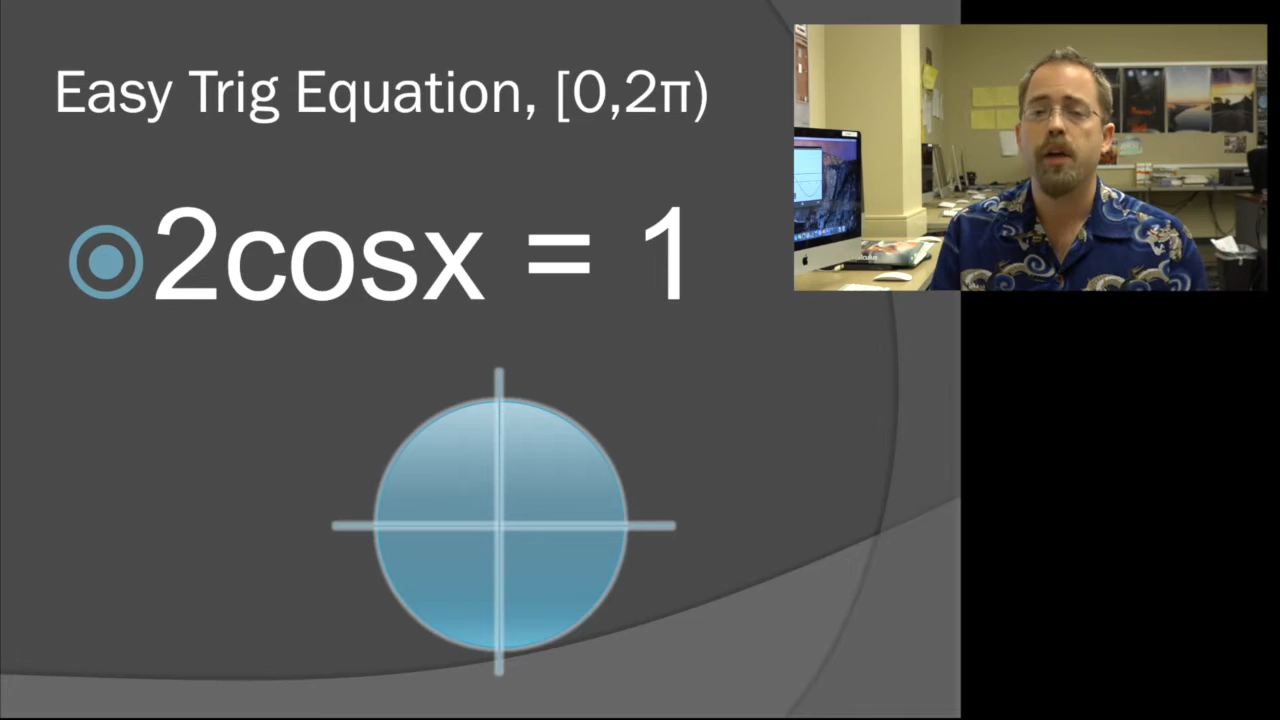 Easy Trig Equation, [0,2π)
2cosx = 1